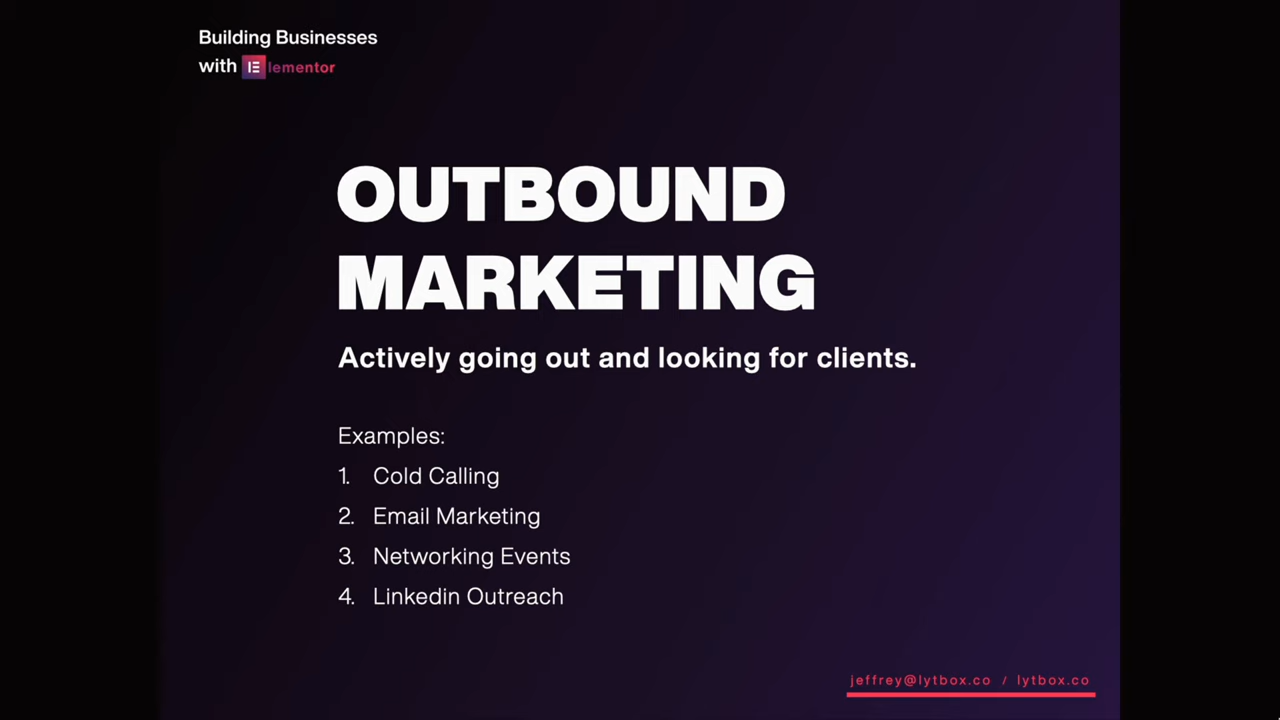 Building Businesses
with elementor
OUTBOUND
MARKETING
Actively going out and looking for clients.
Examples:
1. Cold Calling
2. Email Marketing
3. Networking Events
4. Linkedin Outreach
jeffrey@lytbox.co / lytbox.co